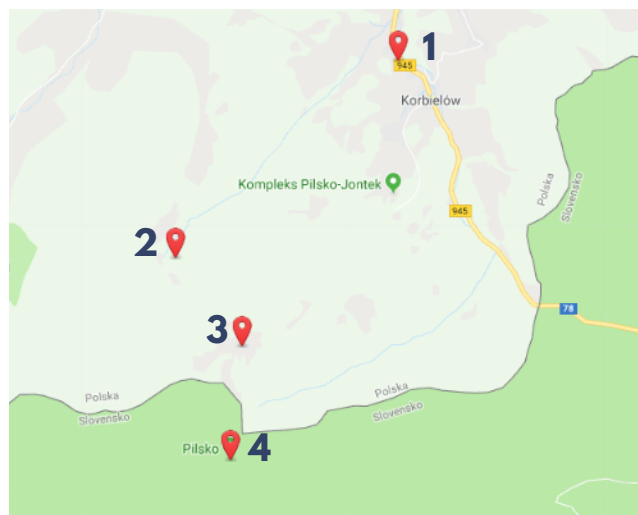 1
945
Korbielów
Kompleks Pilsko-Jontek
Polska
Slovensko
945
2
78
3
Polska
Slovensko
Polska
Slovensko
Pilsko
4